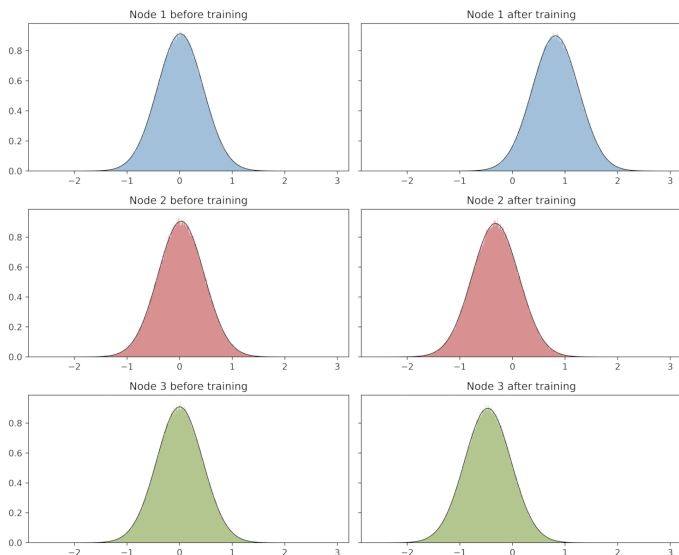 Node 1 before training
Node 1 after training
0.8
0.6
0.4
0.2
0.0
−2 −1 0 1 2 3
−2 −1 0 1 2 3
Node 2 before training
Node 2 after training
0.8
0.6
0.4
0.2
0.0
−2 −1 0 1 2 3
−2 −1 0 1 2 3
Node 3 before training
Node 3 after training
0.8
0.6
0.4
0.2
0.0
−2 −1 0 1 2 3
−2 −1 0 1 2 3